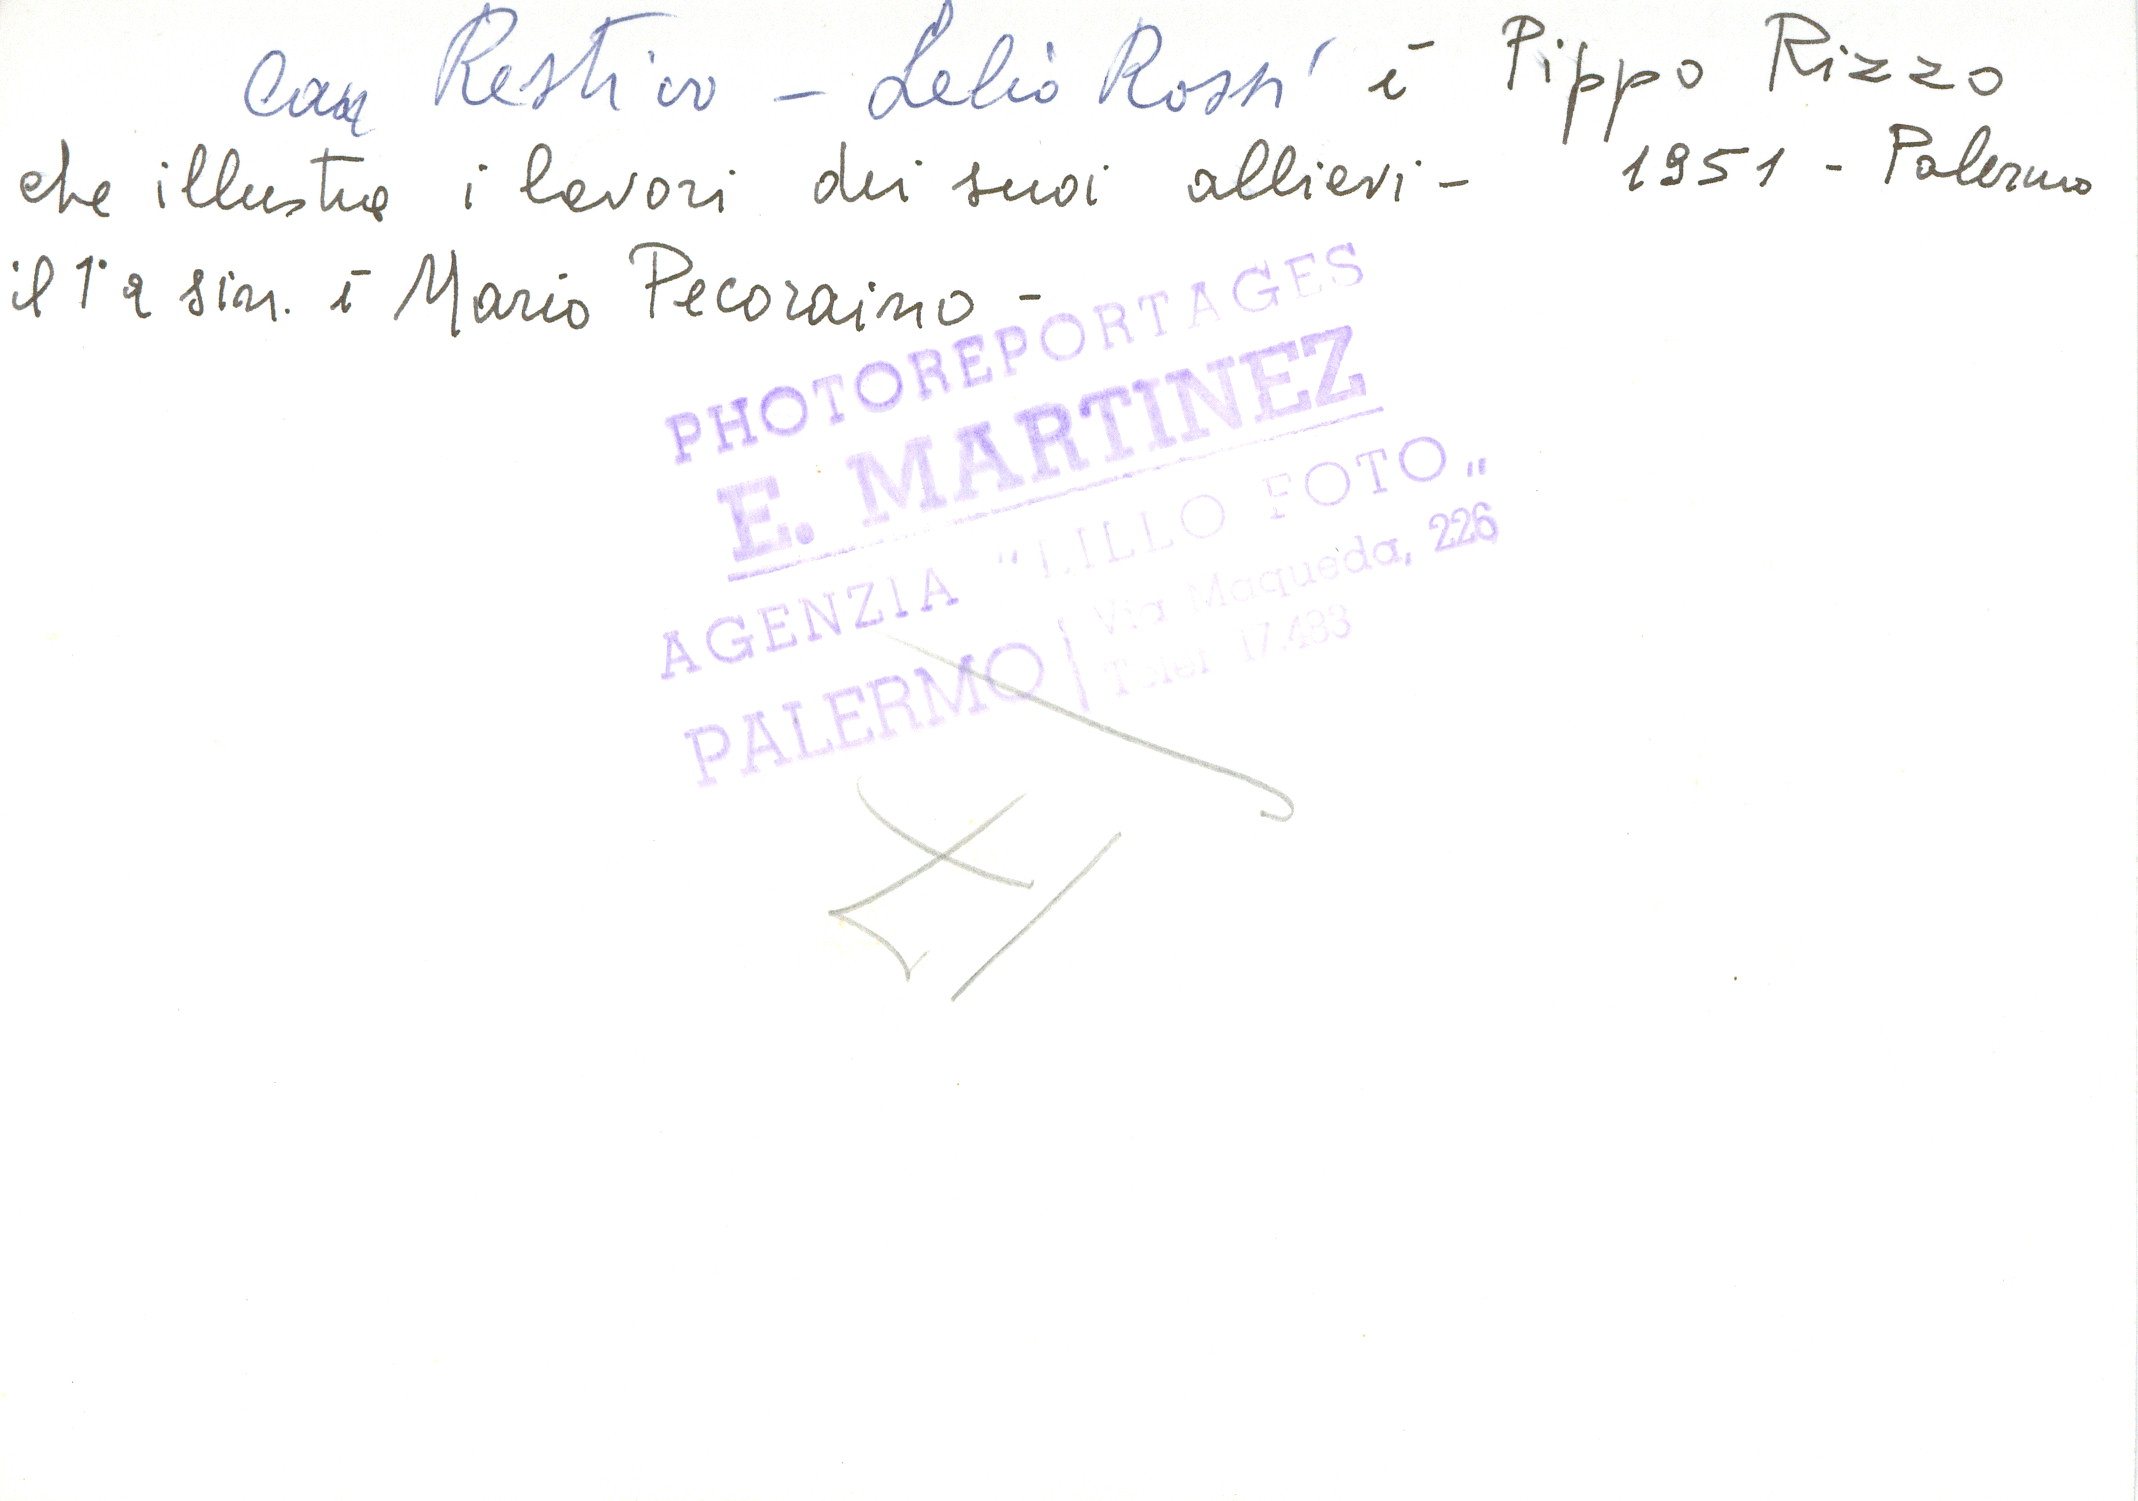 con Restivo - Lelio Rossi è Pippo Rizzo
che illustra i lavori dei suoi allievi - 1951 - Palermo
il 1° a sin. è Mario Pecoraino -
PHOTOREPORTAGES
E. MARTINEZ
AGENZIA "LILLO FOTO„
PALERMO | Via Maqueda, 226
Telef 17.483